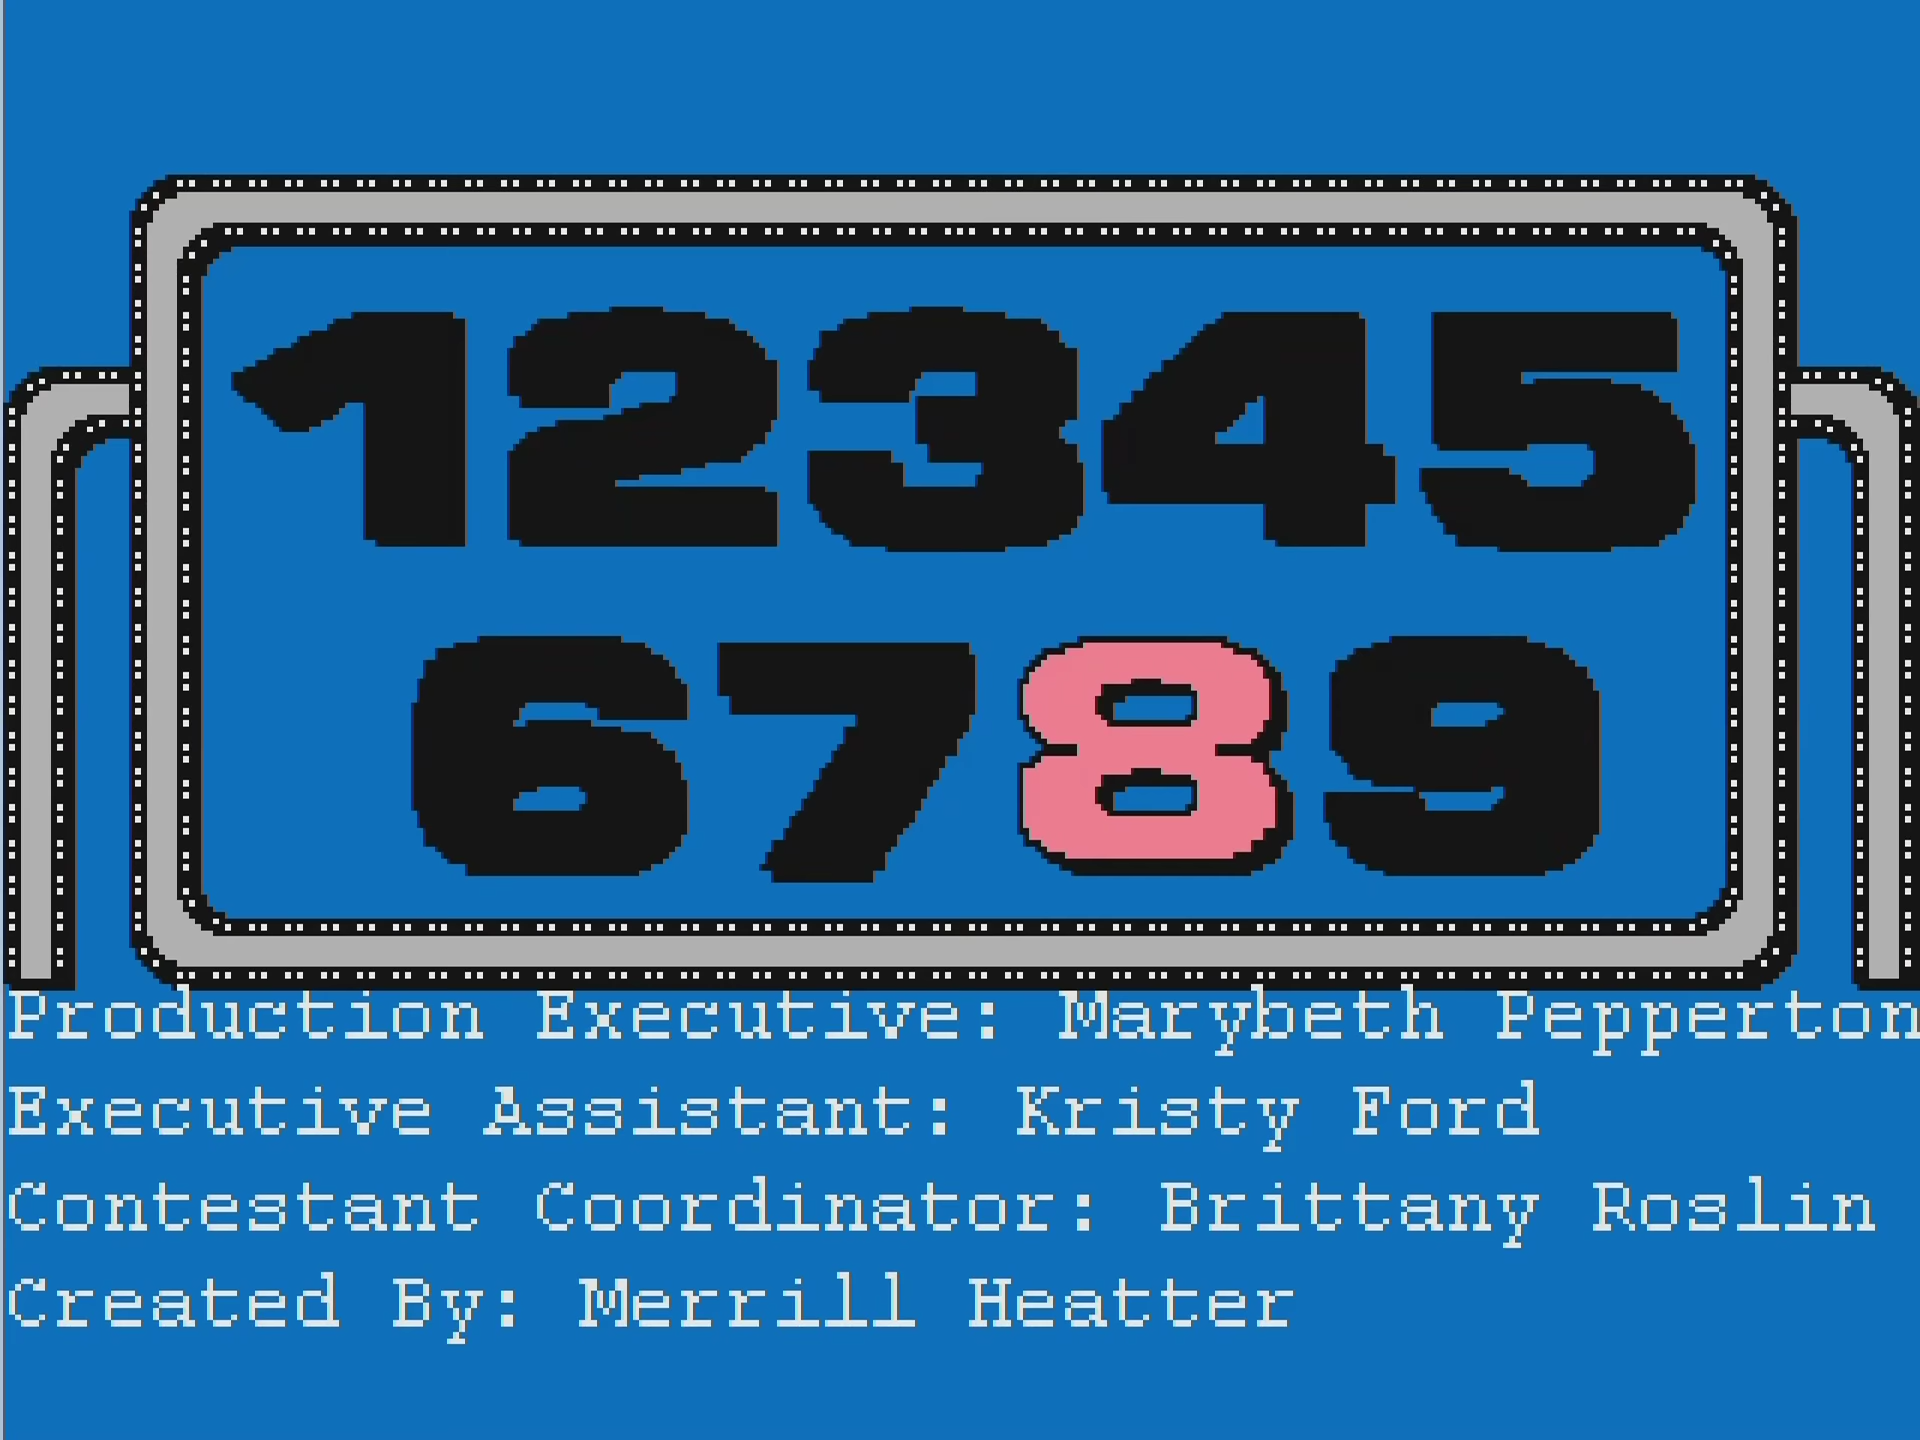 12345
6789
Production Executive: Marybeth Pepperton
Executive Assistant: Kristy Ford
Contestant Coordinator: Brittany Roslin
Created By: Merrill Heatter